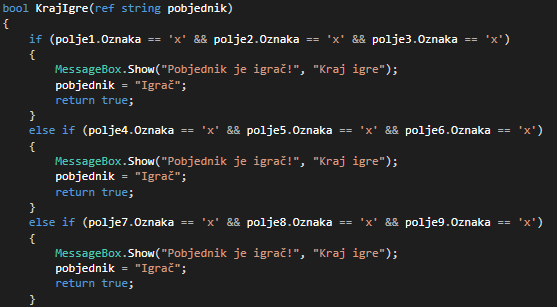 bool KrajIgre(ref string pobjednik)
{
    if (polje1.Oznaka == 'x' && polje2.Oznaka == 'x' && polje3.Oznaka == 'x')
    {
        MessageBox.Show("Pobjednik je igrač!", "Kraj igre");
        pobjednik = "Igrač";
        return true;
    }
    else if (polje4.Oznaka == 'x' && polje5.Oznaka == 'x' && polje6.Oznaka == 'x')
    {
        MessageBox.Show("Pobjednik je igrač!", "Kraj igre");
        pobjednik = "Igrač";
        return true;
    }
    else if (polje7.Oznaka == 'x' && polje8.Oznaka == 'x' && polje9.Oznaka == 'x')
    {
        MessageBox.Show("Pobjednik je igrač!", "Kraj igre");
        pobjednik = "Igrač";
        return true;
    }